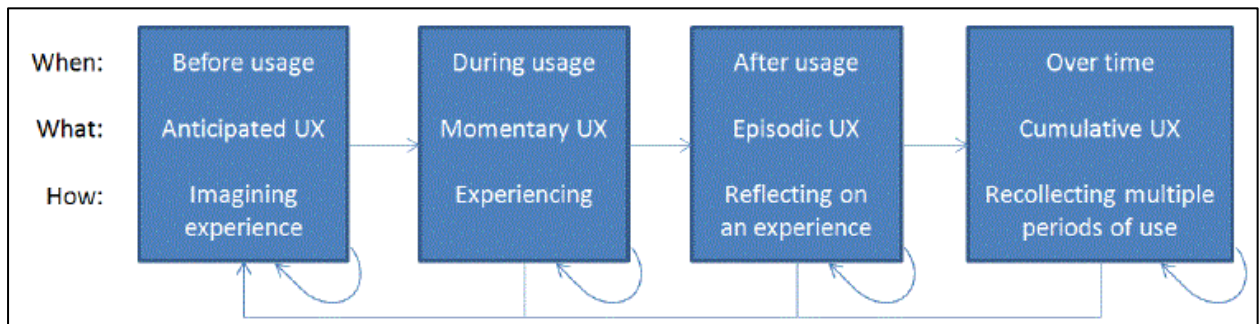 When: Before usage During usage After usage Over time
What: Anticipated UX Momentary UX Episodic UX Cumulative UX
How: Imagining Experiencing Reflecting on Recollecting multiple
experience an experience periods of use